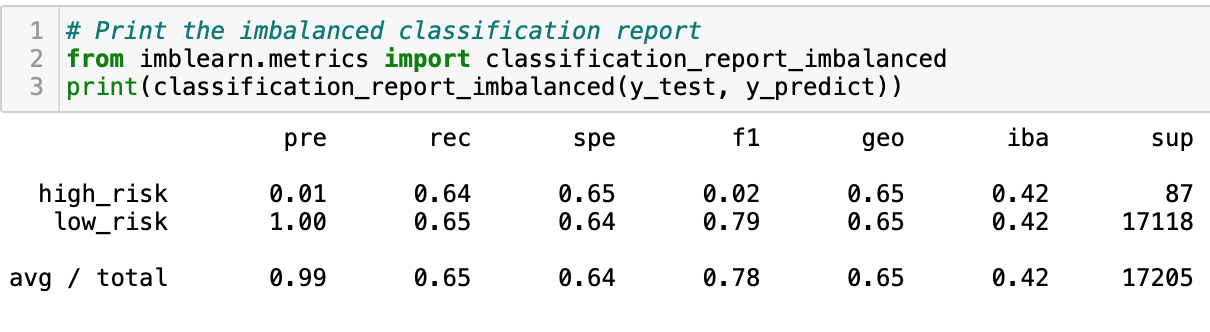 1 # Print the imbalanced classification report
2 from imblearn.metrics import classification_report_imbalanced
3 print(classification_report_imbalanced(y_test, y_predict))
pre rec spe f1 geo iba sup
high_risk 0.01 0.64 0.65 0.02 0.65 0.42 87
low_risk 1.00 0.65 0.64 0.79 0.65 0.42 17118
avg / total 0.99 0.65 0.64 0.78 0.65 0.42 17205